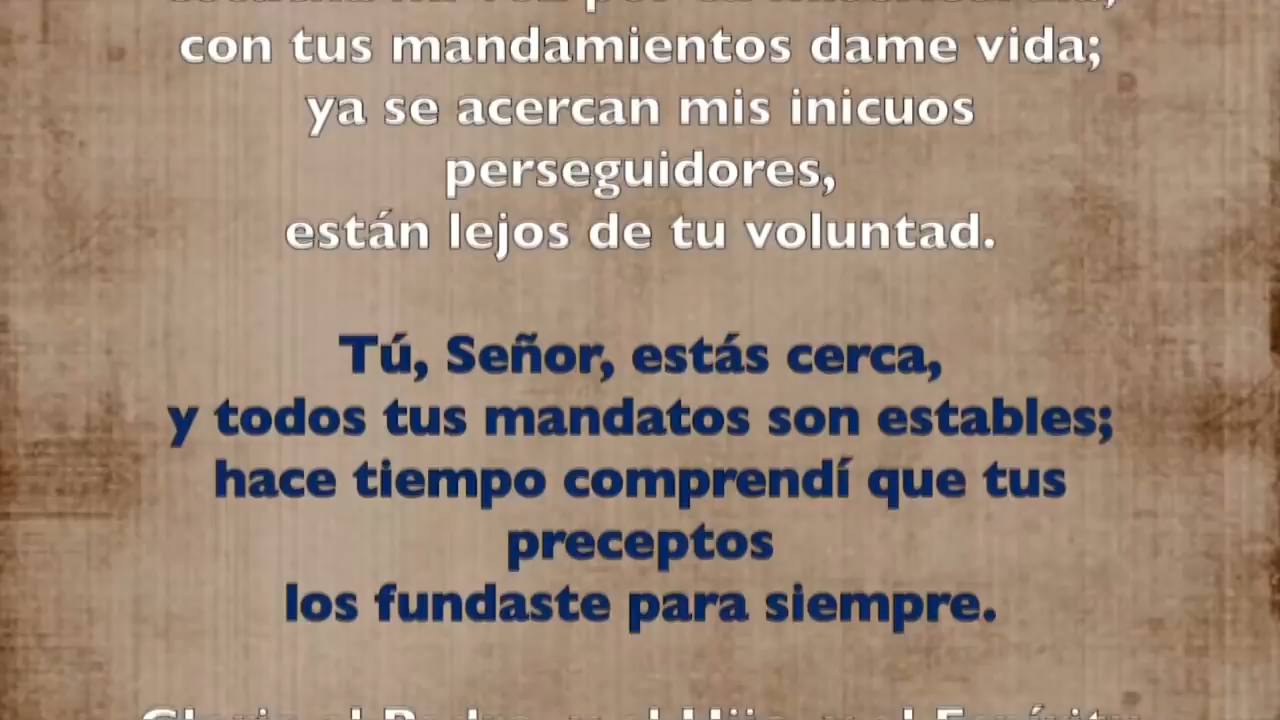 con tus mandamientos dame vida;
ya se acercan mis inicuos
perseguidores,
están lejos de tu voluntad.
Tú, Señor, estás cerca,
y todos tus mandatos son estables;
hace tiempo comprendí que tus
preceptos
los fundaste para siempre.